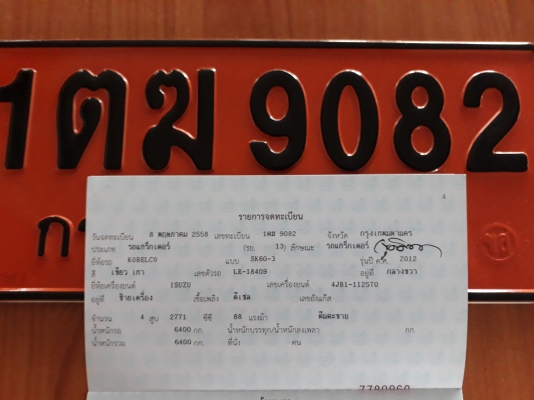 1ตฆ 9082
4
รายการจดทะเบียน
วันจดทะเบียน 8 พฤษภาคม 2558 เลขทะเบียน 1ตฆ 9082 จังหวัด กรุงเทพมหานคร
ประเภท รถแทร็กเตอร์ (รย. 13) ลักษณะ รถแทร็กเตอร์
ยี่ห้อรถ KOBELCO แบบ SK60-3 รุ่นปี ค.ศ. 2012
สี เขียว เทา เลขตัวรถ LE-18409 อยู่ที่ กลางขวา
ยี่ห้อเครื่องยนต์ ISUZU เลขเครื่องยนต์ 4JB1-112570
อยู่ที่ ซ้ายเครื่อง เชื้อเพลิง ดีเซล เลขถังแก๊ส
จำนวน 4 สูบ 2771 ซีซี 88 แรงม้า ตีนตะขาบ
น้ำหนักรถ 6400 กก. น้ำหนักบรรทุก/น้ำหนักลงเพลา กก.
น้ำหนักรวม 6400 กก. ที่นั่ง คน